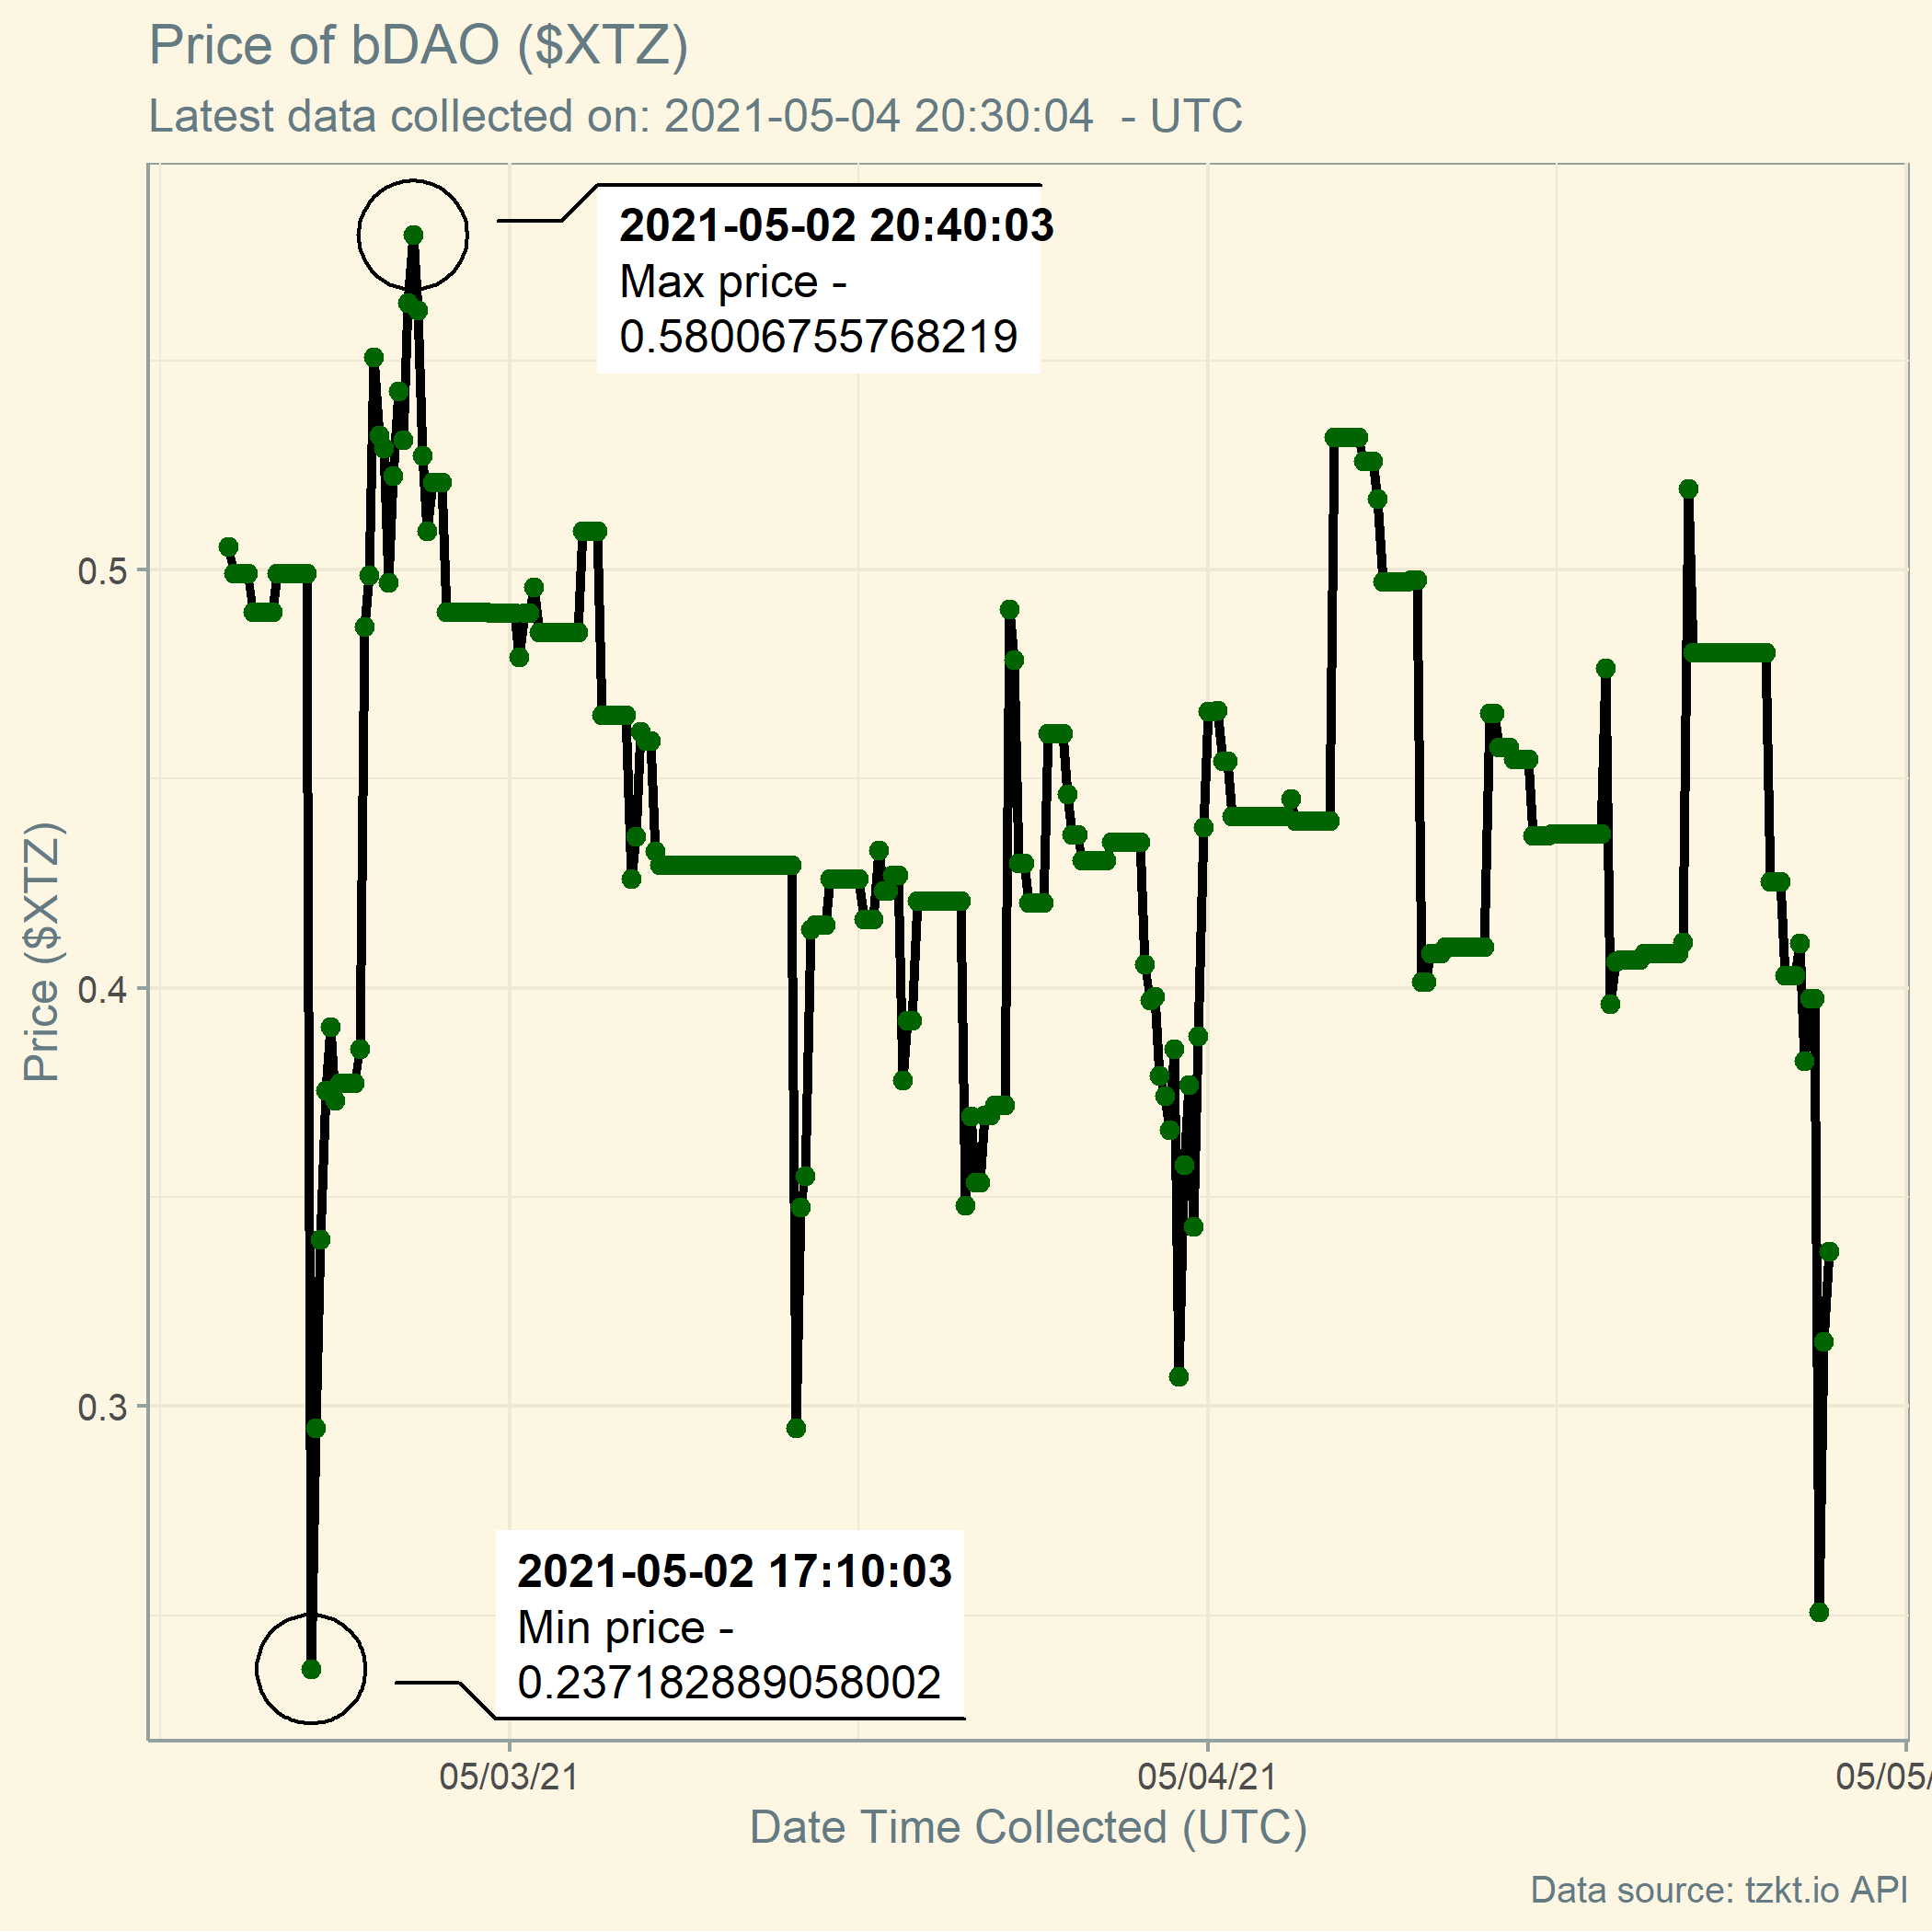 Price of bDAO ($XTZ)
Latest data collected on: 2021-05-04 20:30:04  - UTC
2021-05-02 20:40:03
Max price -
0.58006755768219
0.5
0.4
0.3
Price ($XTZ)
2021-05-02 17:10:03
Min price -
0.237182889058002
05/03/21
05/04/21
05/05/
Date Time Collected (UTC)
Data source: tzkt.io API